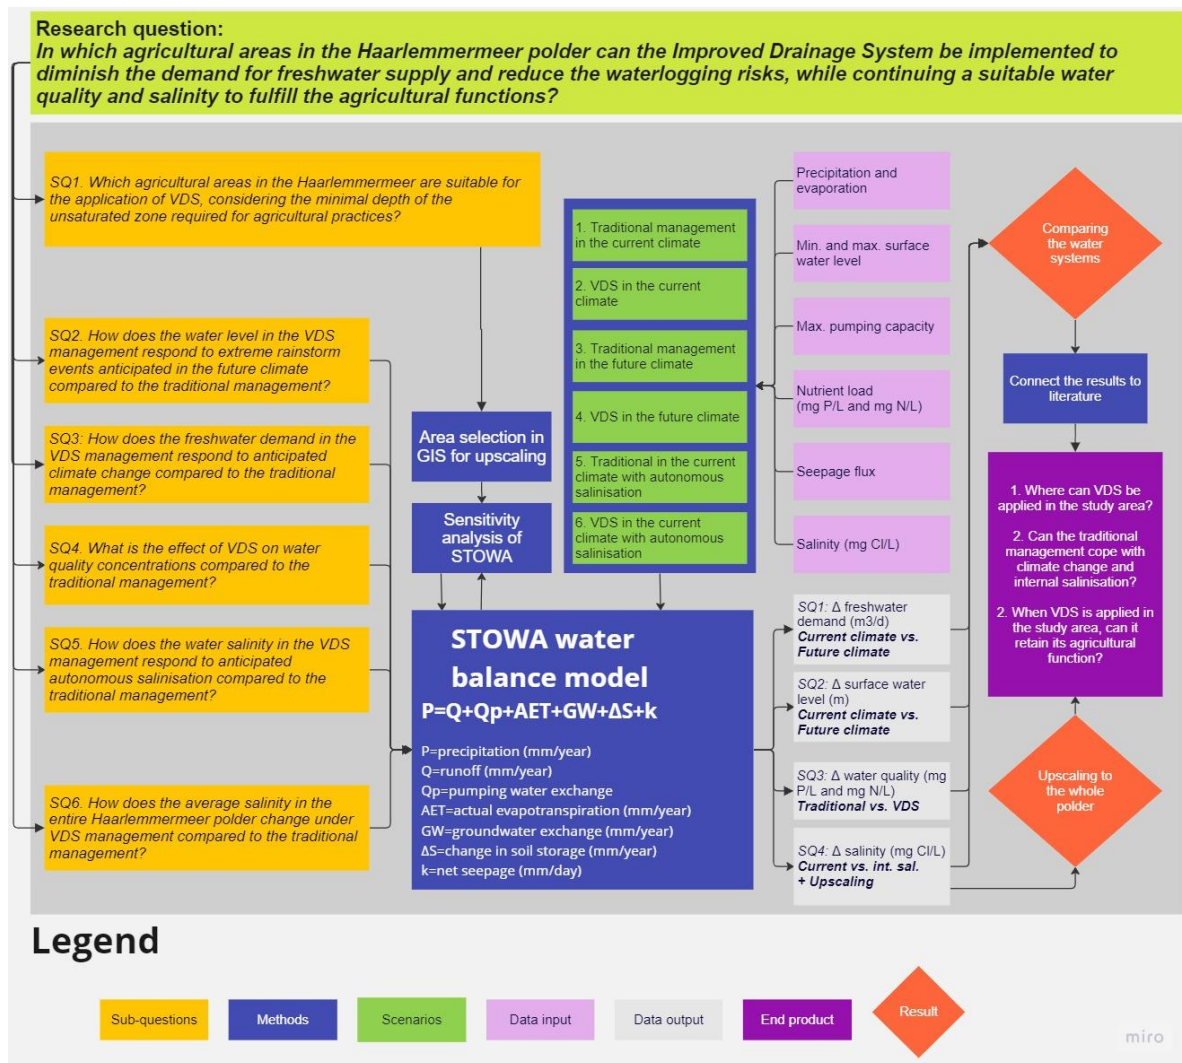 Research question:
In which agricultural areas in the Haarlemmermeer polder can the Improved Drainage System be implemented to
diminish the demand for freshwater supply and reduce the waterlogging risks, while continuing a suitable water
quality and salinity to fulfill the agricultural functions?
SQ1. Which agricultural areas in the Haarlemmermeer are suitable for
the application of VDS, considering the minimal depth of the
unsaturated zone required for agricultural practices?
SQ2. How does the water level in the VDS
management respond to extreme rainstorm
events anticipated in the future climate
compared to the traditional management?
SQ3: How does the freshwater demand in the
VDS management respond to anticipated
climate change compared to the traditional
management?
SQ4. What is the effect of VDS on water
quality concentrations compared to the
traditional management?
SQ5. How does the water salinity in the VDS
management respond to anticipated
autonomous salinisation compared to the
traditional management?
SQ6. How does the average salinity in the
entire Haarlemmermeer polder change under
VDS management compared to the traditional
management?
Area selection in
GIS for upscaling
Sensitivity
analysis of
STOWA
1. Traditional management
in the current climate
2. VDS in the current
climate
3. Traditional management
in the future climate
4. VDS in the future climate
5. Traditional in the current
climate with autonomous
salinisation
6. VDS in the current
climate with autonomous
salinisation
STOWA water
balance model
P=Q+Qp+AET+GW+ΔS+k
P=precipitation (mm/year)
Q=runoff (mm/year)
Qp=pumping water exchange
AET=actual evapotranspiration (mm/year)
GW=groundwater exchange (mm/year)
ΔS=change in soil storage (mm/year)
k=net seepage (mm/day)
Precipitation and
evaporation
Min. and max. surface
water level
Max. pumping capacity
Nutrient load
(mg P/L and mg N/L)
Seepage flux
Salinity (mg Cl/L)
SQ1: Δ freshwater
demand (m3/d)
Current climate vs.
Future climate
SQ2: Δ surface water
level (m)
Current climate vs.
Future climate
SQ3: Δ water quality (mg
P/L and mg N/L)
Traditional vs. VDS
SQ4: Δ salinity (mg Cl/L)
Current vs. int. sal.
+ Upscaling
Comparing
the water
systems
Connect the results to
literature
1. Where can VDS be
applied in the study area?
2. Can the traditional
management cope with
climate change and
internal salinisation?
2. When VDS is applied in
the study area, can it
retain its agricultural
function?
Upscaling to
the whole
polder
Legend
Sub-questions
Methods
Scenarios
Data input
Data output
End product
Result
miro